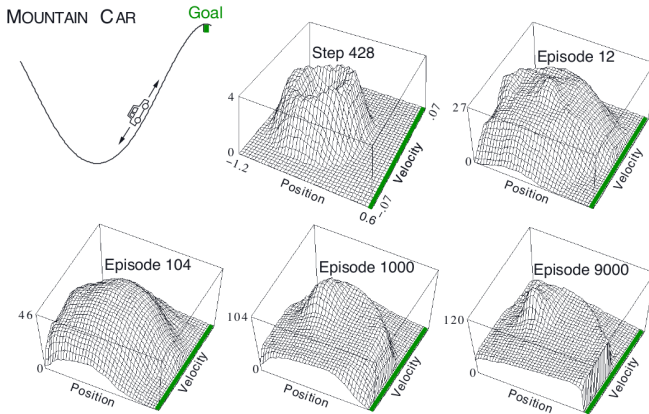 MOUNTAIN CAR
Goal
Step 428
4
0
-1.2
Position
0.6
-.07
Velocity
.07
Episode 12
27
0
Position
Velocity
Episode 104
46
0
Position
Velocity
Episode 1000
104
0
Position
Velocity
Episode 9000
120
0
Position
Velocity